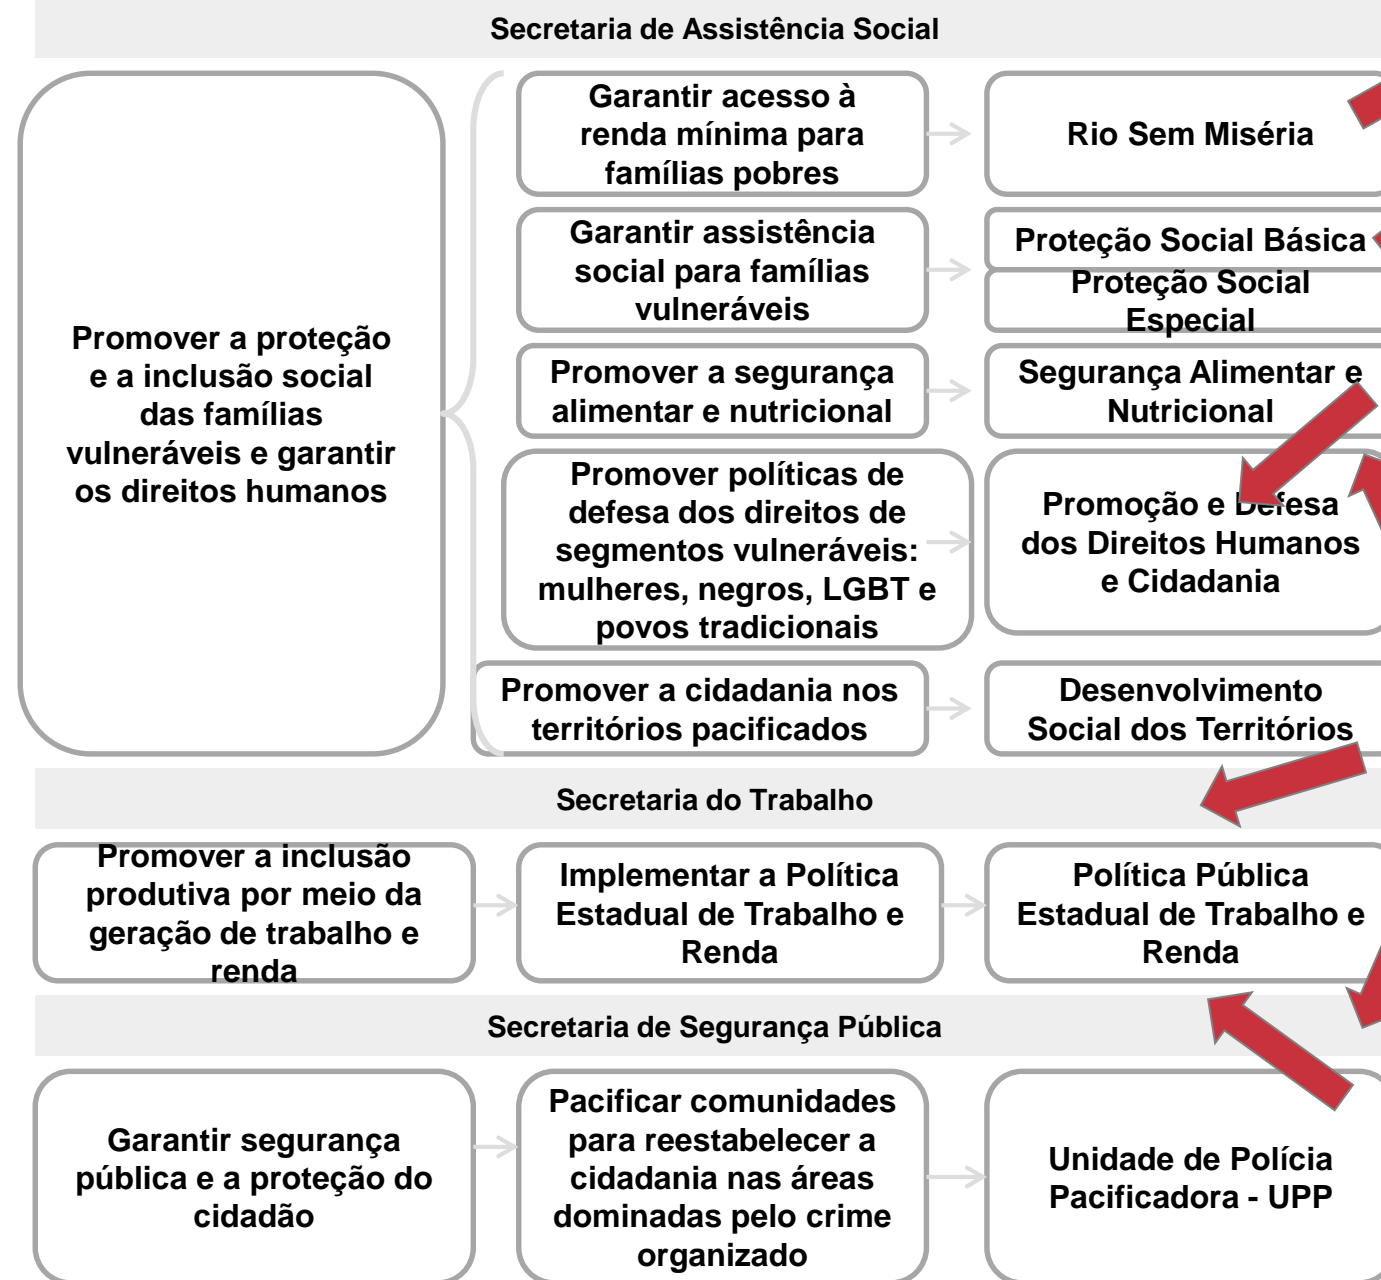 Secretaria de Assistência Social
Promover a proteção
e a inclusão social
das famílias
vulneráveis e garantir
os direitos humanos
Garantir acesso à
renda mínima para
famílias pobres
Rio Sem Miséria
Garantir assistência
social para famílias
vulneráveis
Proteção Social Básica
Proteção Social
Especial
Promover a segurança
alimentar e nutricional
Segurança Alimentar e
Nutricional
Promover políticas de
defesa dos direitos de
segmentos vulneráveis:
mulheres, negros, LGBT e
povos tradicionais
Promoção e Defesa
dos Direitos Humanos
e Cidadania
Promover a cidadania nos
territórios pacificados
Desenvolvimento
Social dos Territórios
Secretaria do Trabalho
Promover a inclusão
produtiva por meio da
geração de trabalho e
renda
Implementar a Política
Estadual de Trabalho e
Renda
Política Pública
Estadual de Trabalho e
Renda
Secretaria de Segurança Pública
Garantir segurança
pública e a proteção do
cidadão
Pacificar comunidades
para reestabelecer a
cidadania nas áreas
dominadas pelo crime
organizado
Unidade de Polícia
Pacificadora - UPP